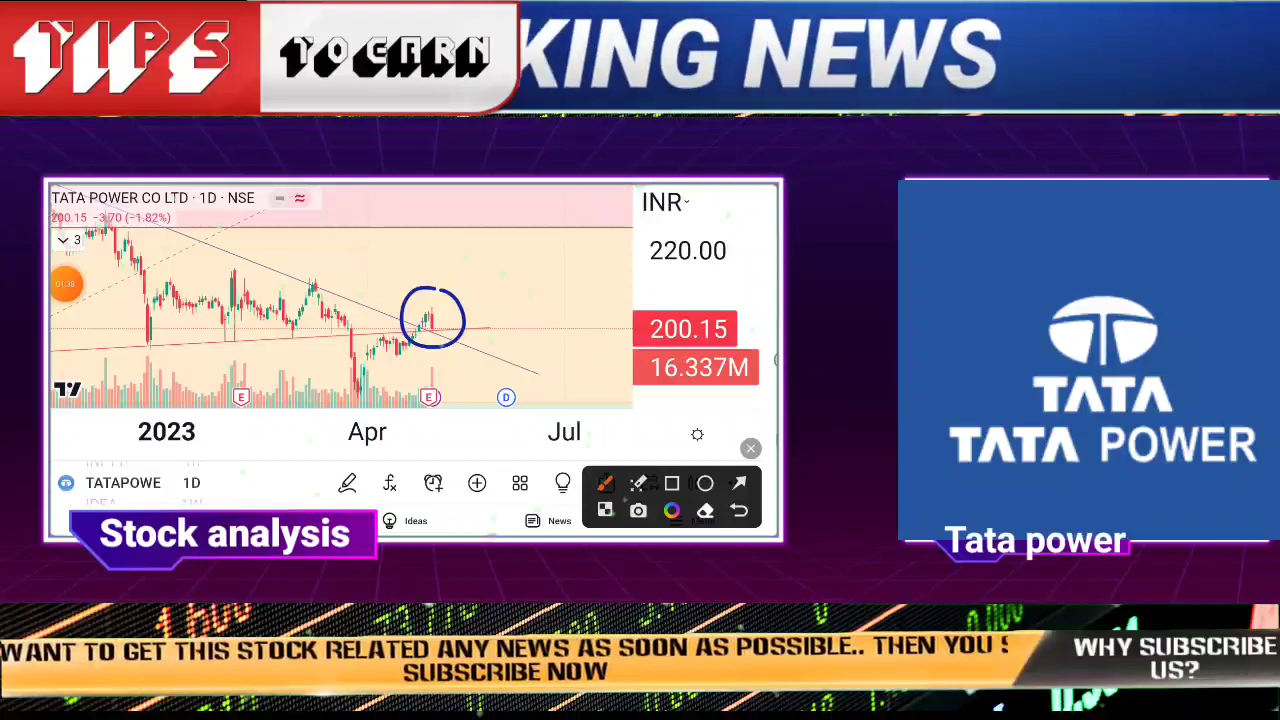 TIPS
TO EARN
KING NEWS
TATA POWER CO LTD · 1D · NSE
200.15 −3.70 (−1.82%)
3
01:38
INR
220.00
200.15
16.337M
E
E
D
2023
Apr
Jul
TATAPOWE 1D
Ideas
News
Stock analysis
TATA
TATA POWER
Tata power
WANT TO GET THIS STOCK RELATED ANY NEWS AS SOON AS POSSIBLE.. THEN YOU
SUBSCRIBE NOW
WHY SUBSCRIBE
US?